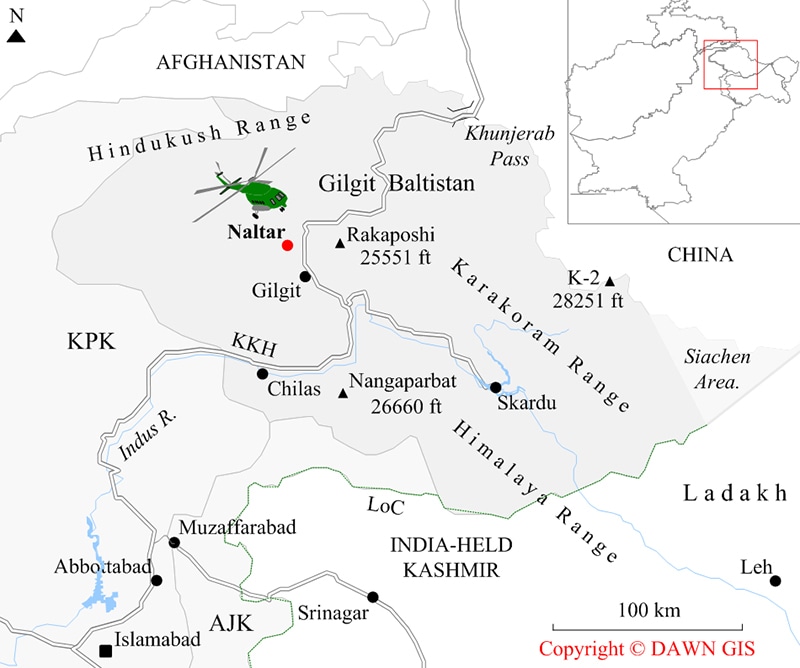 N
AFGHANISTAN
Hindukush Range
Khunjerab
Pass
Gilgit Baltistan
Naltar
Rakaposhi
25551 ft
CHINA
K-2
28251 ft
Gilgit
Karakoram Range
KPK
KKH
Siachen
Area.
Chilas
Nangaparbat
26660 ft
Skardu
Indus R.
Himalaya Range
Ladakh
LoC
Muzaffarabad
INDIA-HELD
KASHMIR
Abbottabad
Leh
Srinagar
AJK
100 km
Islamabad
Copyright © DAWN GIS